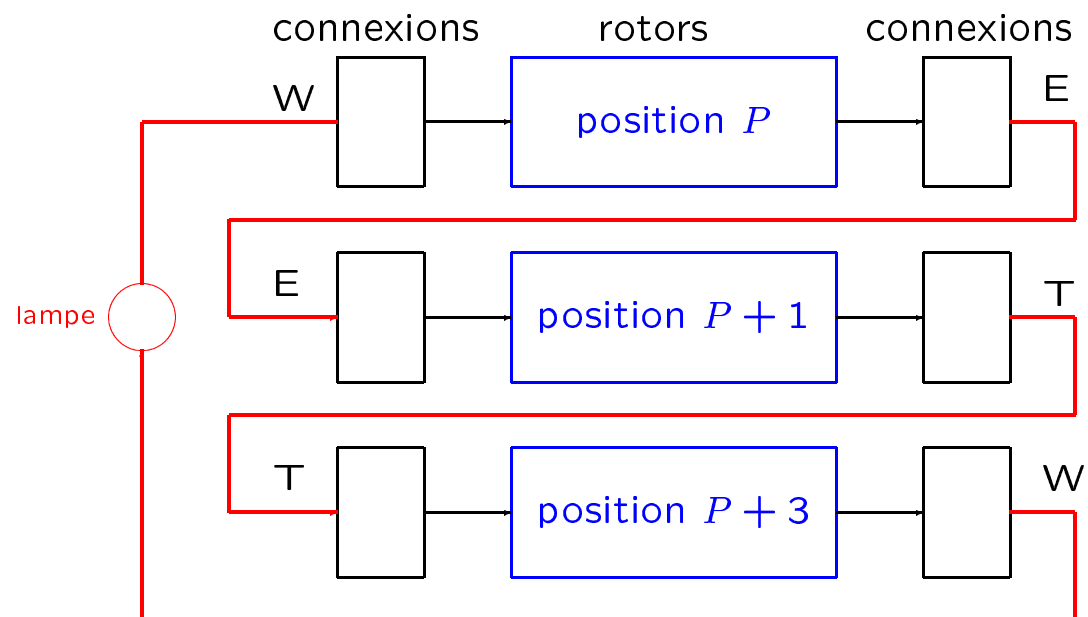 connexions rotors connexions
W position P E
E position P + 1 T
lampe
T position P + 3 W